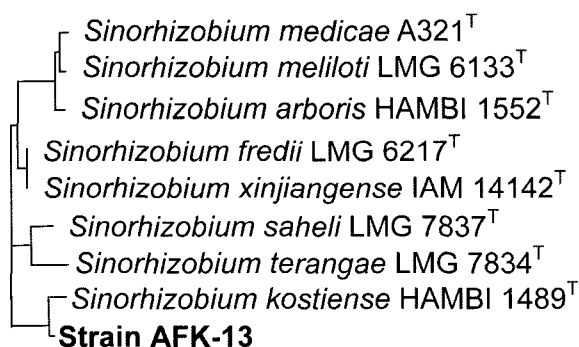 Sinorhizobium medicae A321T
Sinorhizobium meliloti LMG 6133T
Sinorhizobium arboris HAMBI 1552T
Sinorhizobium fredii LMG 6217T
Sinorhizobium xinjiangense IAM 14142T
Sinorhizobium saheli LMG 7837T
Sinorhizobium terangae LMG 7834T
Sinorhizobium kostiense HAMBI 1489T
Strain AFK-13